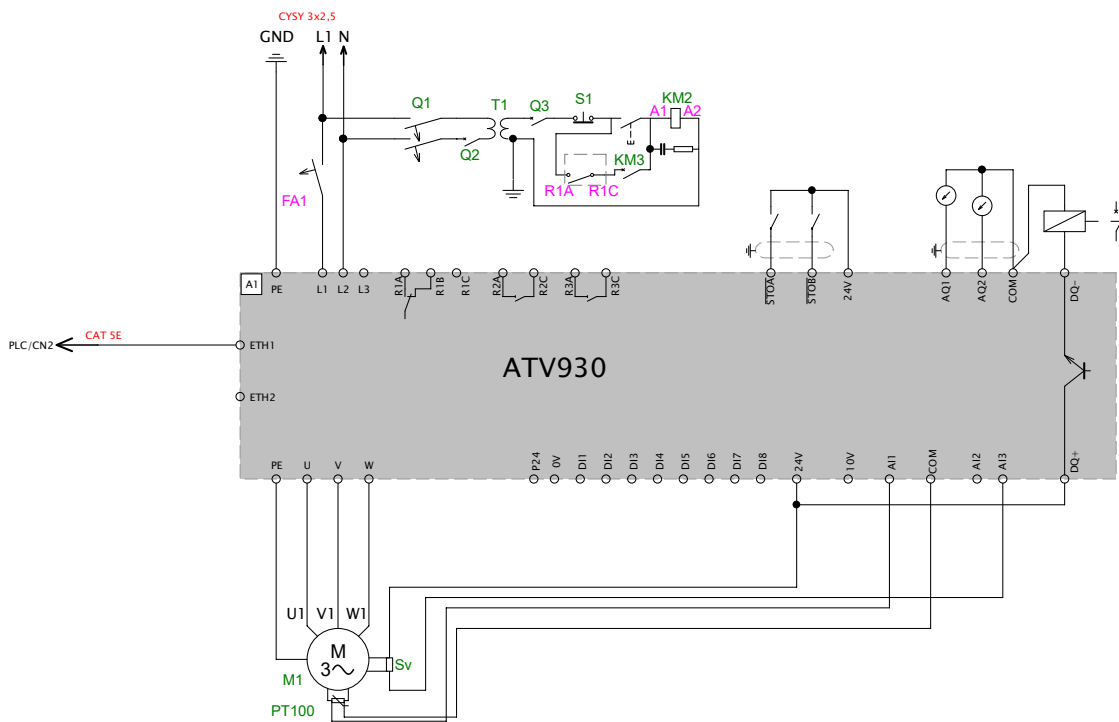 CYSY 3x2,5
GND L1 N
Q1 T1 Q3 S1 KM2
A1 A2
Q2
KM3
R1A R1C
FA1
A1 PE L1 L2 L3 R1A R1B R1C R2A R2C R3A R3C STOA STOB 24V AQ1 AQ2 COM DQ-
PLC/CN2 CAT 5E ETH1
ATV930
ETH2
PE U V W P24 0V DI1 DI2 DI3 DI4 DI5 DI6 DI7 DI8 24V 10V AI1 COM AI2 AI3 DQ+
U1 V1 W1
M
3
Sv
M1
PT100